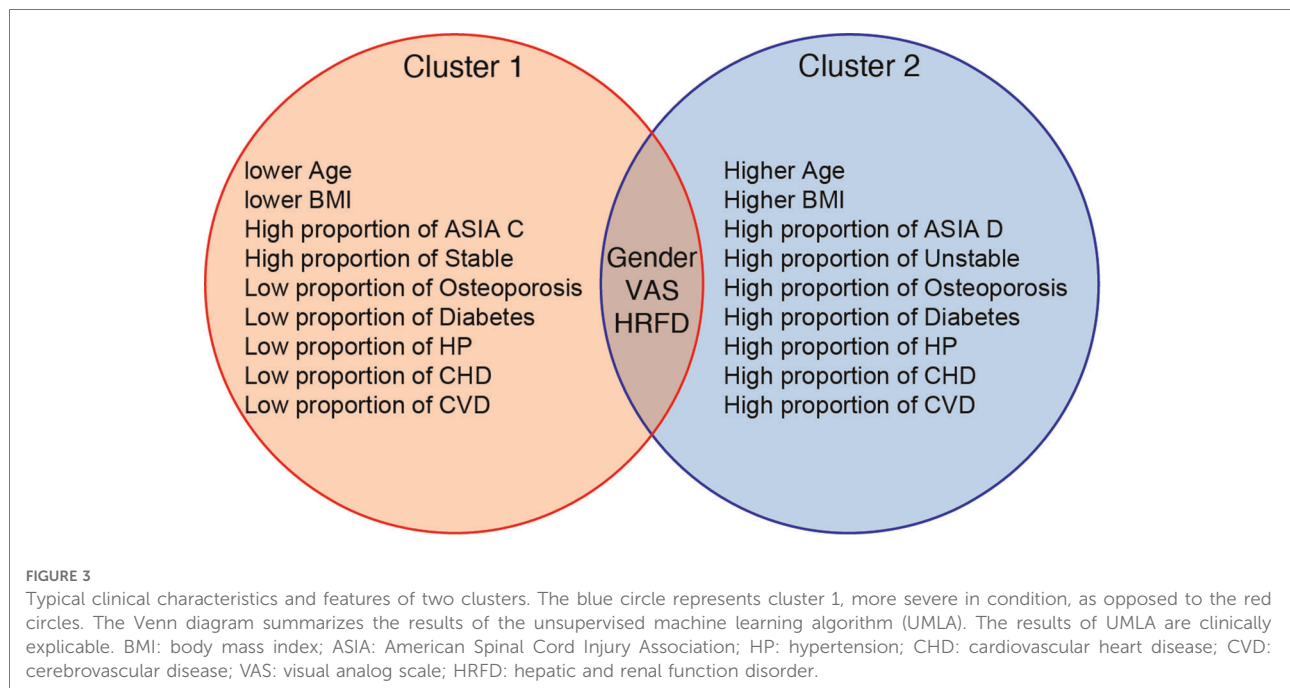 Cluster 1
Cluster 2
lower Age
lower BMI
High proportion of ASIA C
High proportion of Stable
Low proportion of Osteoporosis
Low proportion of Diabetes
Low proportion of HP
Low proportion of CHD
Low proportion of CVD
Gender
VAS
HRFD
Higher Age
Higher BMI
High proportion of ASIA D
High proportion of Unstable
High proportion of Osteoporosis
High proportion of Diabetes
High proportion of HP
High proportion of CHD
High proportion of CVD
FIGURE 3
Typical clinical characteristics and features of two clusters. The blue circle represents cluster 1, more severe in condition, as opposed to the red
circles. The Venn diagram summarizes the results of the unsupervised machine learning algorithm (UMLA). The results of UMLA are clinically
explicable. BMI: body mass index; ASIA: American Spinal Cord Injury Association; HP: hypertension; CHD: cardiovascular heart disease; CVD:
cerebrovascular disease; VAS: visual analog scale; HRFD: hepatic and renal function disorder.